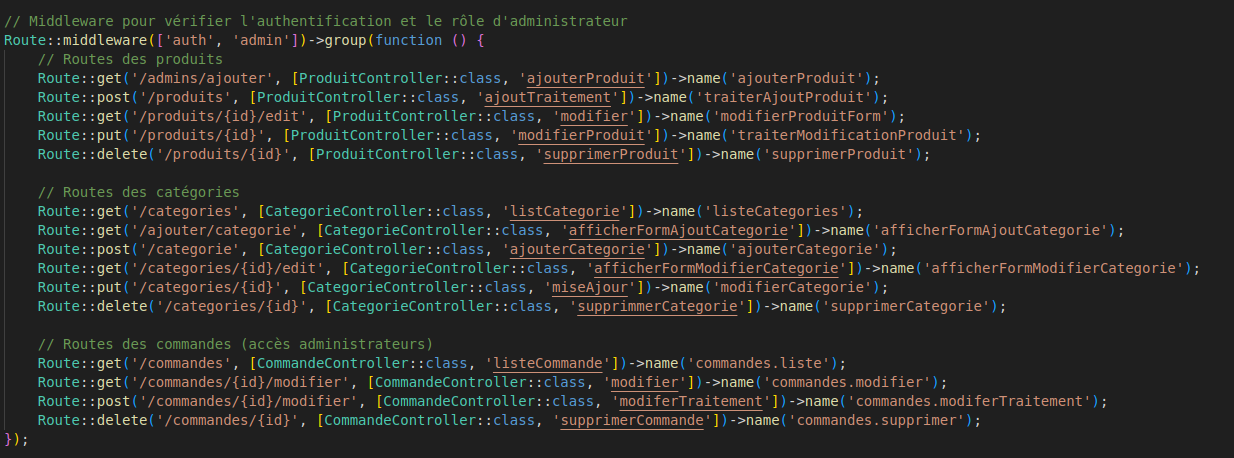 // Middleware pour vérifier l'authentification et le rôle d'administrateur
Route::middleware(['auth', 'admin'])->group(function () {
// Routes des produits
Route::get('/admins/ajouter', [ProduitController::class, 'ajouterProduit'])->name('ajouterProduit');
Route::post('/produits', [ProduitController::class, 'ajoutTraitement'])->name('traiterAjoutProduit');
Route::get('/produits/{id}/edit', [ProduitController::class, 'modifier'])->name('modifierProduitForm');
Route::put('/produits/{id}', [ProduitController::class, 'modifierProduit'])->name('traiterModificationProduit');
Route::delete('/produits/{id}', [ProduitController::class, 'supprimerProduit'])->name('supprimerProduit');
// Routes des catégories
Route::get('/categories', [CategorieController::class, 'listCategorie'])->name('listeCategories');
Route::get('/ajouter/categorie', [CategorieController::class, 'afficherFormAjoutCategorie'])->name('afficherFormAjoutCategorie');
Route::post('/categorie', [CategorieController::class, 'ajouterCategorie'])->name('ajouterCategorie');
Route::get('/categories/{id}/edit', [CategorieController::class, 'afficherFormModifierCategorie'])->name('afficherFormModifierCategorie');
Route::put('/categories/{id}', [CategorieController::class, 'miseAjour'])->name('modifierCategorie');
Route::delete('/categories/{id}', [CategorieController::class, 'supprimmerCategorie'])->name('supprimerCategorie');
// Routes des commandes (accès administrateurs)
Route::get('/commandes', [CommandeController::class, 'listeCommande'])->name('commandes.liste');
Route::get('/commandes/{id}/modifier', [CommandeController::class, 'modifier'])->name('commandes.modifier');
Route::post('/commandes/{id}/modifier', [CommandeController::class, 'modiferTraitement'])->name('commandes.modiferTraitement');
Route::delete('/commandes/{id}', [CommandeController::class, 'supprimerCommande'])->name('commandes.supprimer');
});